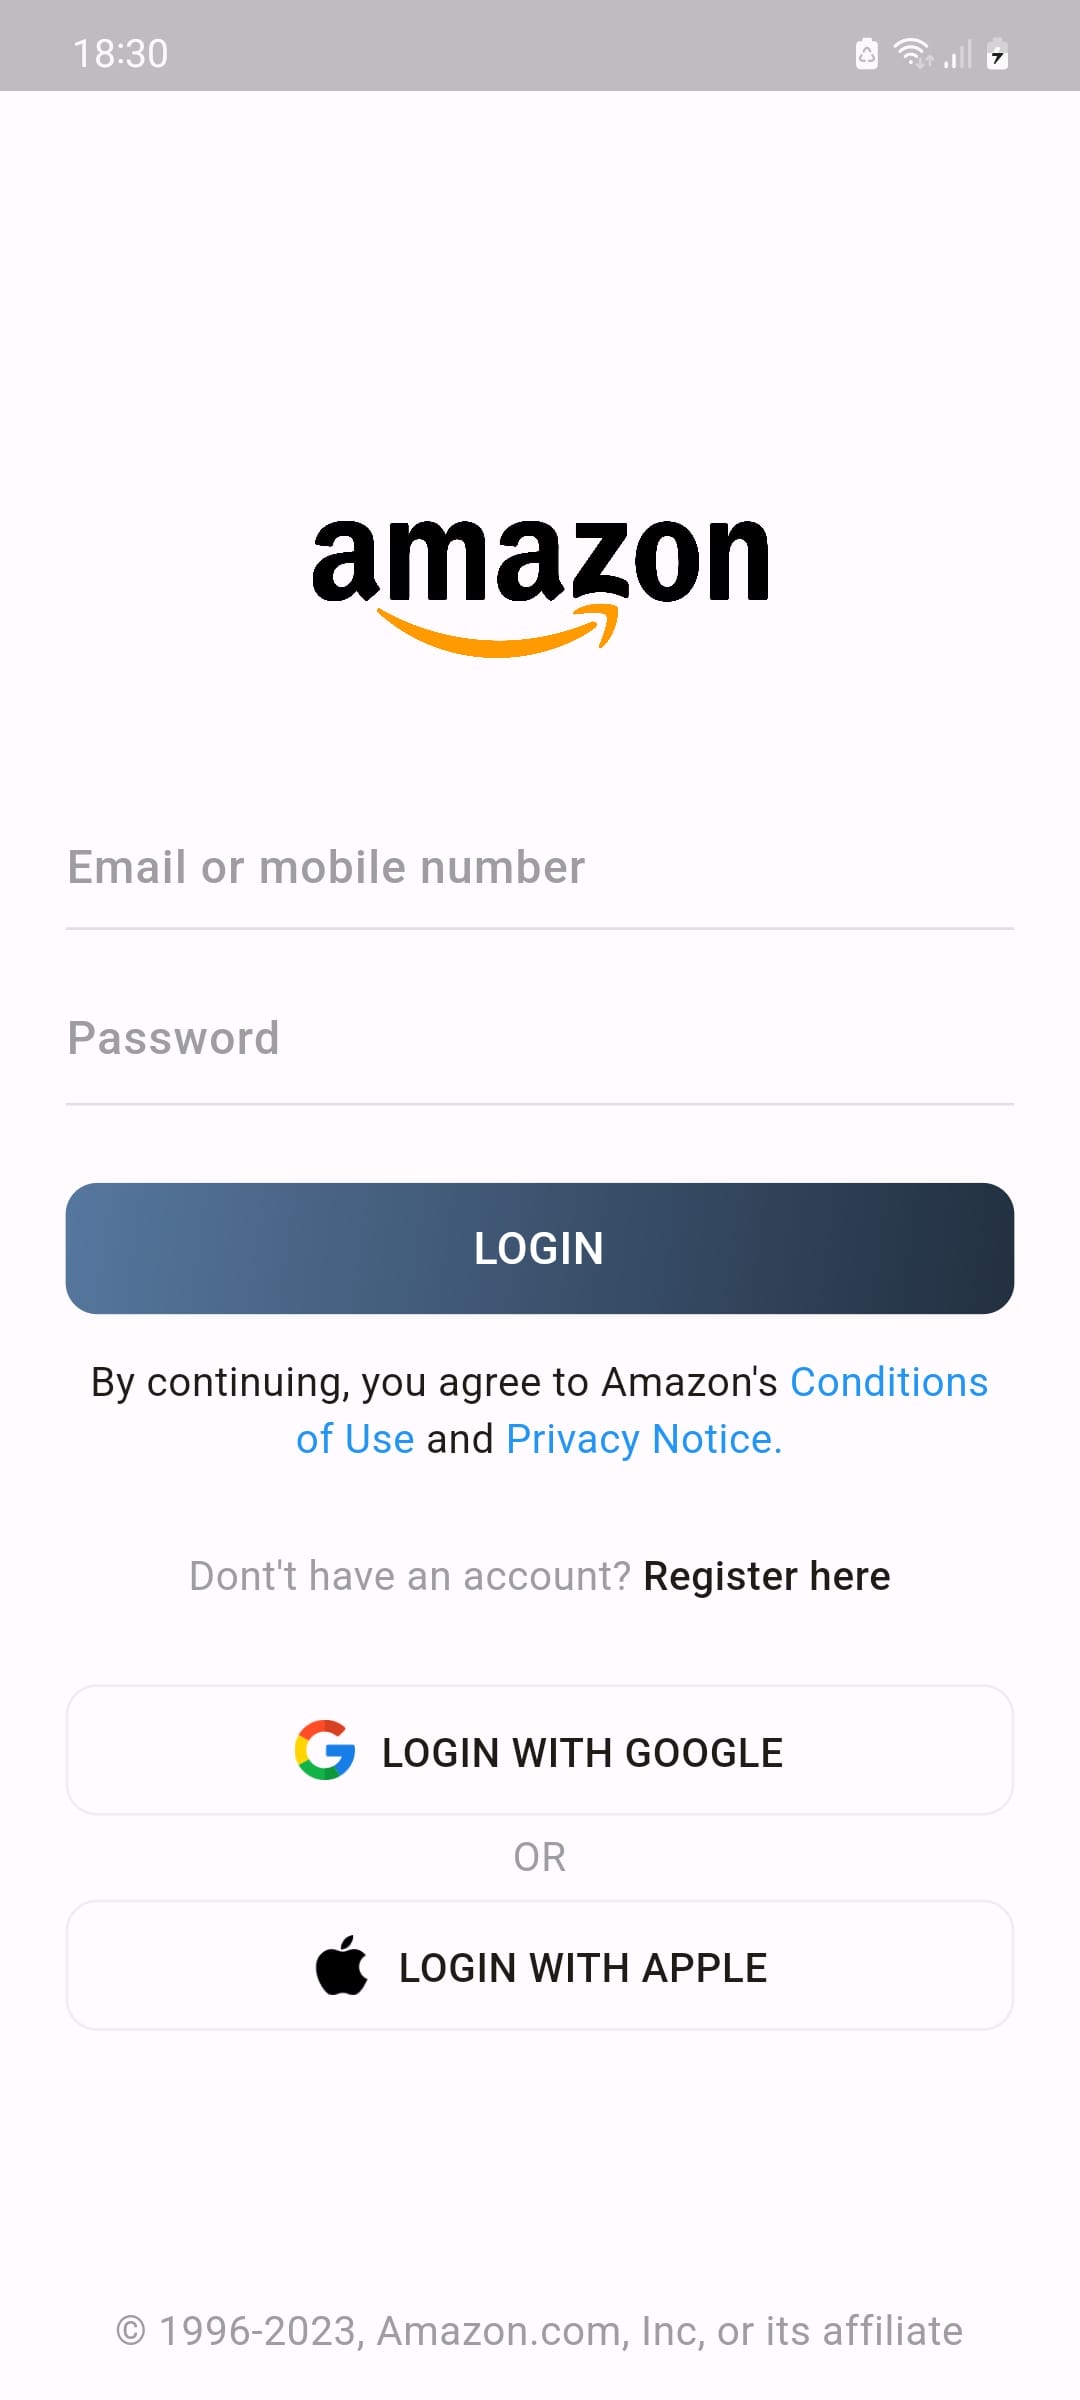 18:30
amazon
Email or mobile number
Password
LOGIN
By continuing, you agree to Amazon's Conditions
of Use and Privacy Notice.
Dont't have an account? Register here
LOGIN WITH GOOGLE
OR
LOGIN WITH APPLE
© 1996-2023, Amazon.com, Inc, or its affiliate